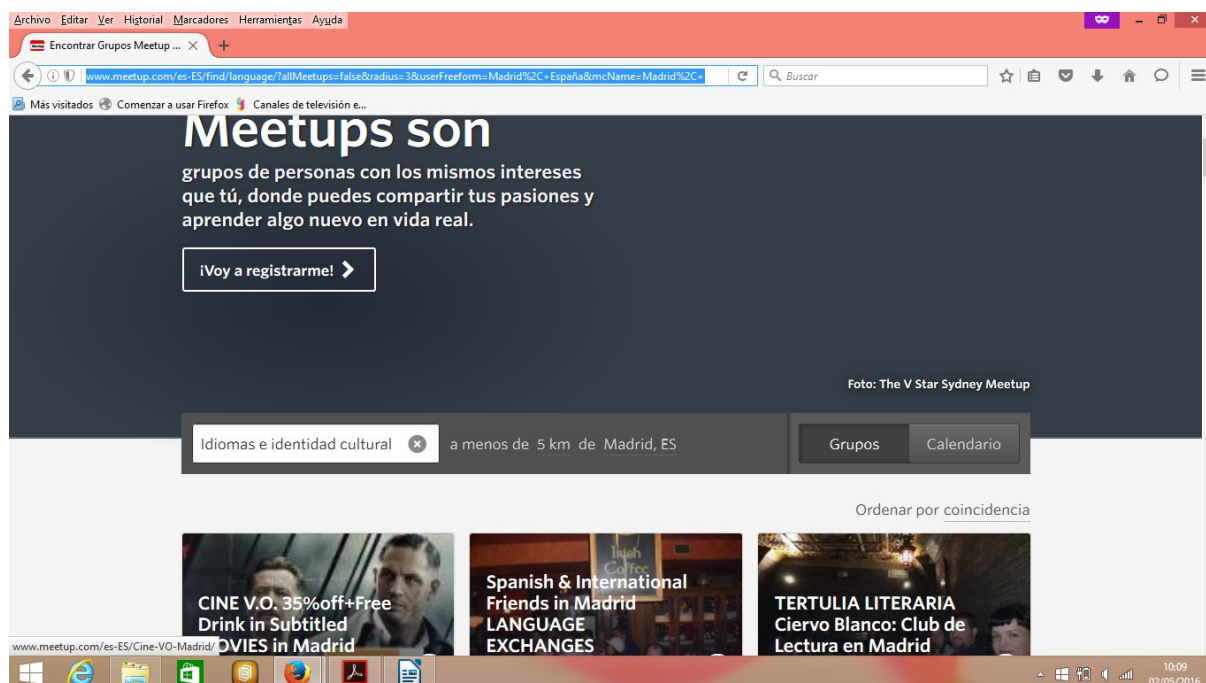 Archivo Editar Ver Historial Marcadores Herramientas Ayuda
Encontrar Grupos Meetup ...
www.meetup.com/es-ES/find/language/?allMeetups=false&radius=3&userFreeform=Madrid%2C+España&mcName=Madrid%2C+
Buscar
Más visitados Comenzar a usar Firefox Canales de televisión e...
Meetups son
grupos de personas con los mismos intereses
que tú, donde puedes compartir tus pasiones y
aprender algo nuevo en vida real.
¡Voy a registrarme!
Foto: The V Star Sydney Meetup
Idiomas e identidad cultural a menos de 5 km de Madrid, ES Grupos Calendario
Ordenar por coincidencia
CINE V.O. 35%off+Free
Drink in Subtitled
MOVIES in Madrid
Irish
Coffee
Spanish & International
Friends in Madrid
LANGUAGE
EXCHANGES
TERTULIA LITERARIA
Ciervo Blanco: Club de
Lectura en Madrid
www.meetup.com/es-ES/Cine-VO-Madrid/
10:09
02/05/2016